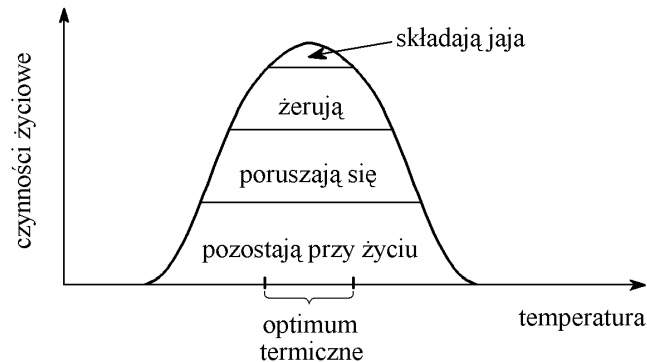 składają jaja
żerują
poruszają się
pozostają przy życiu
czynności życiowe
optimum
termiczne
temperatura